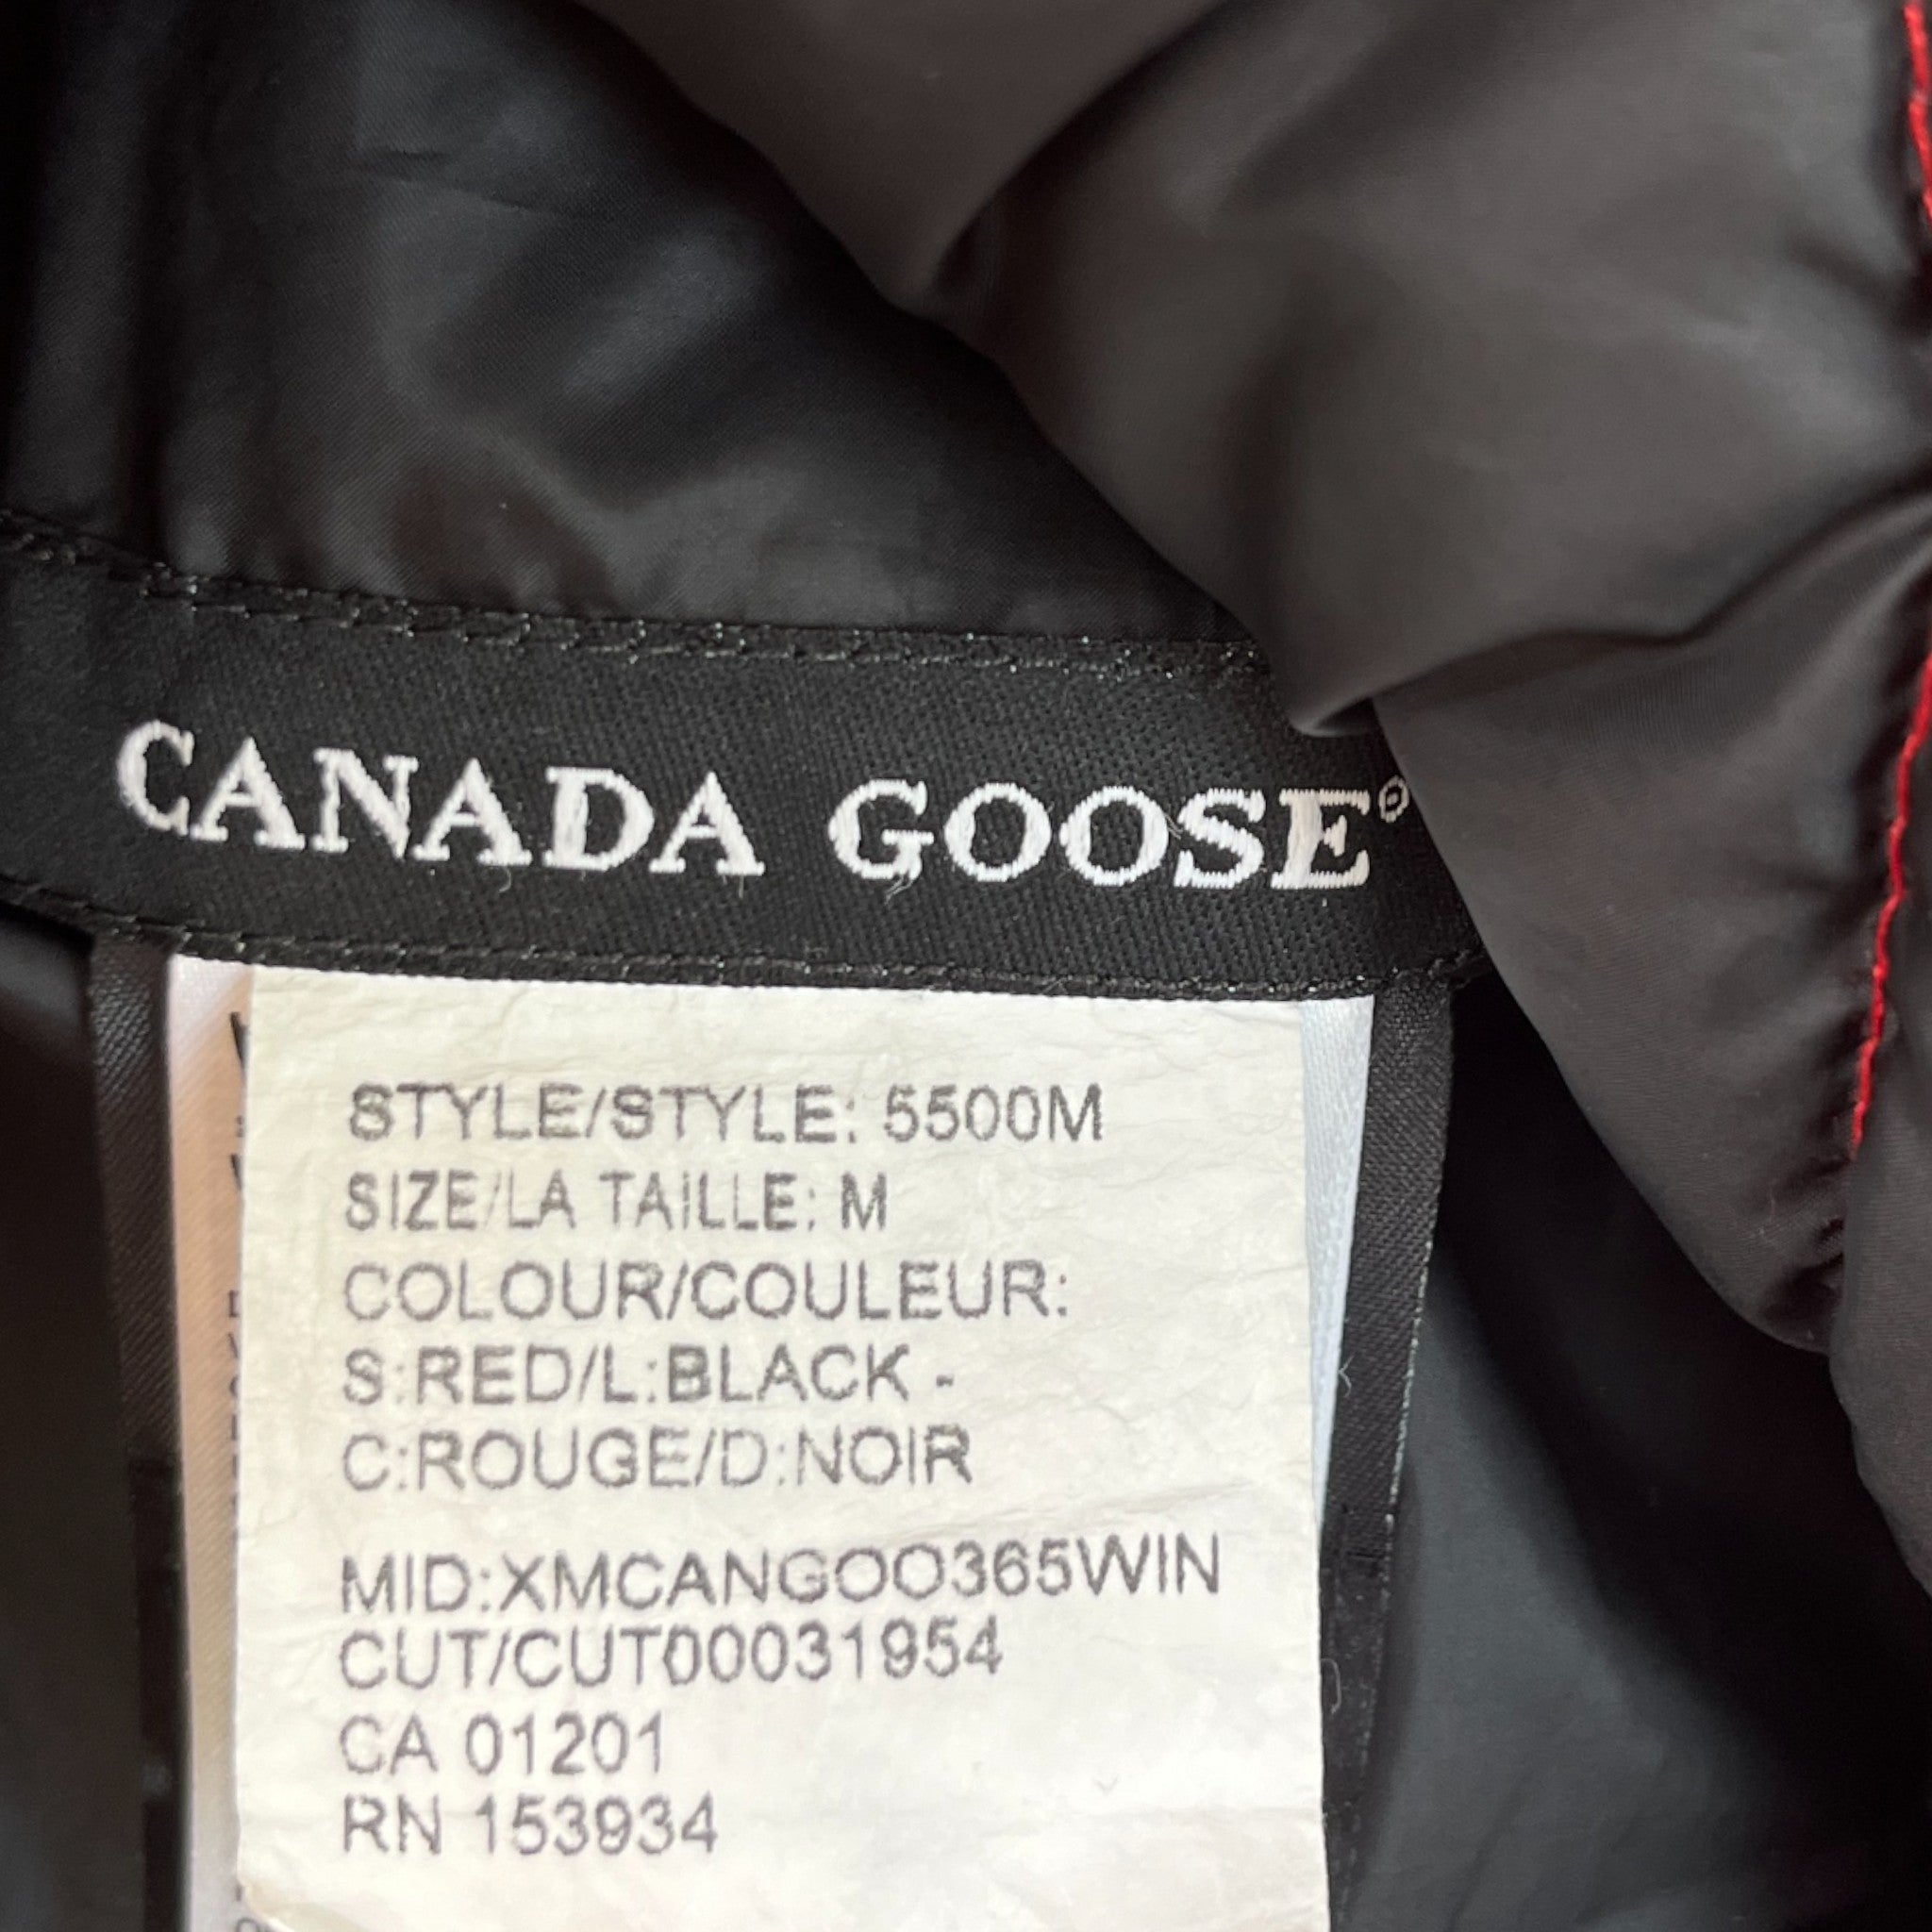 CANADA GOOSE®
STYLE/STYLE: 5500M
SIZE/LA TAILLE: M
COLOUR/COULEUR:
S:RED/L:BLACK -
C:ROUGE/D:NOIR
MID:XMCANGOO365WIN
CUT/CUT00031954
CA 01201
RN 153934